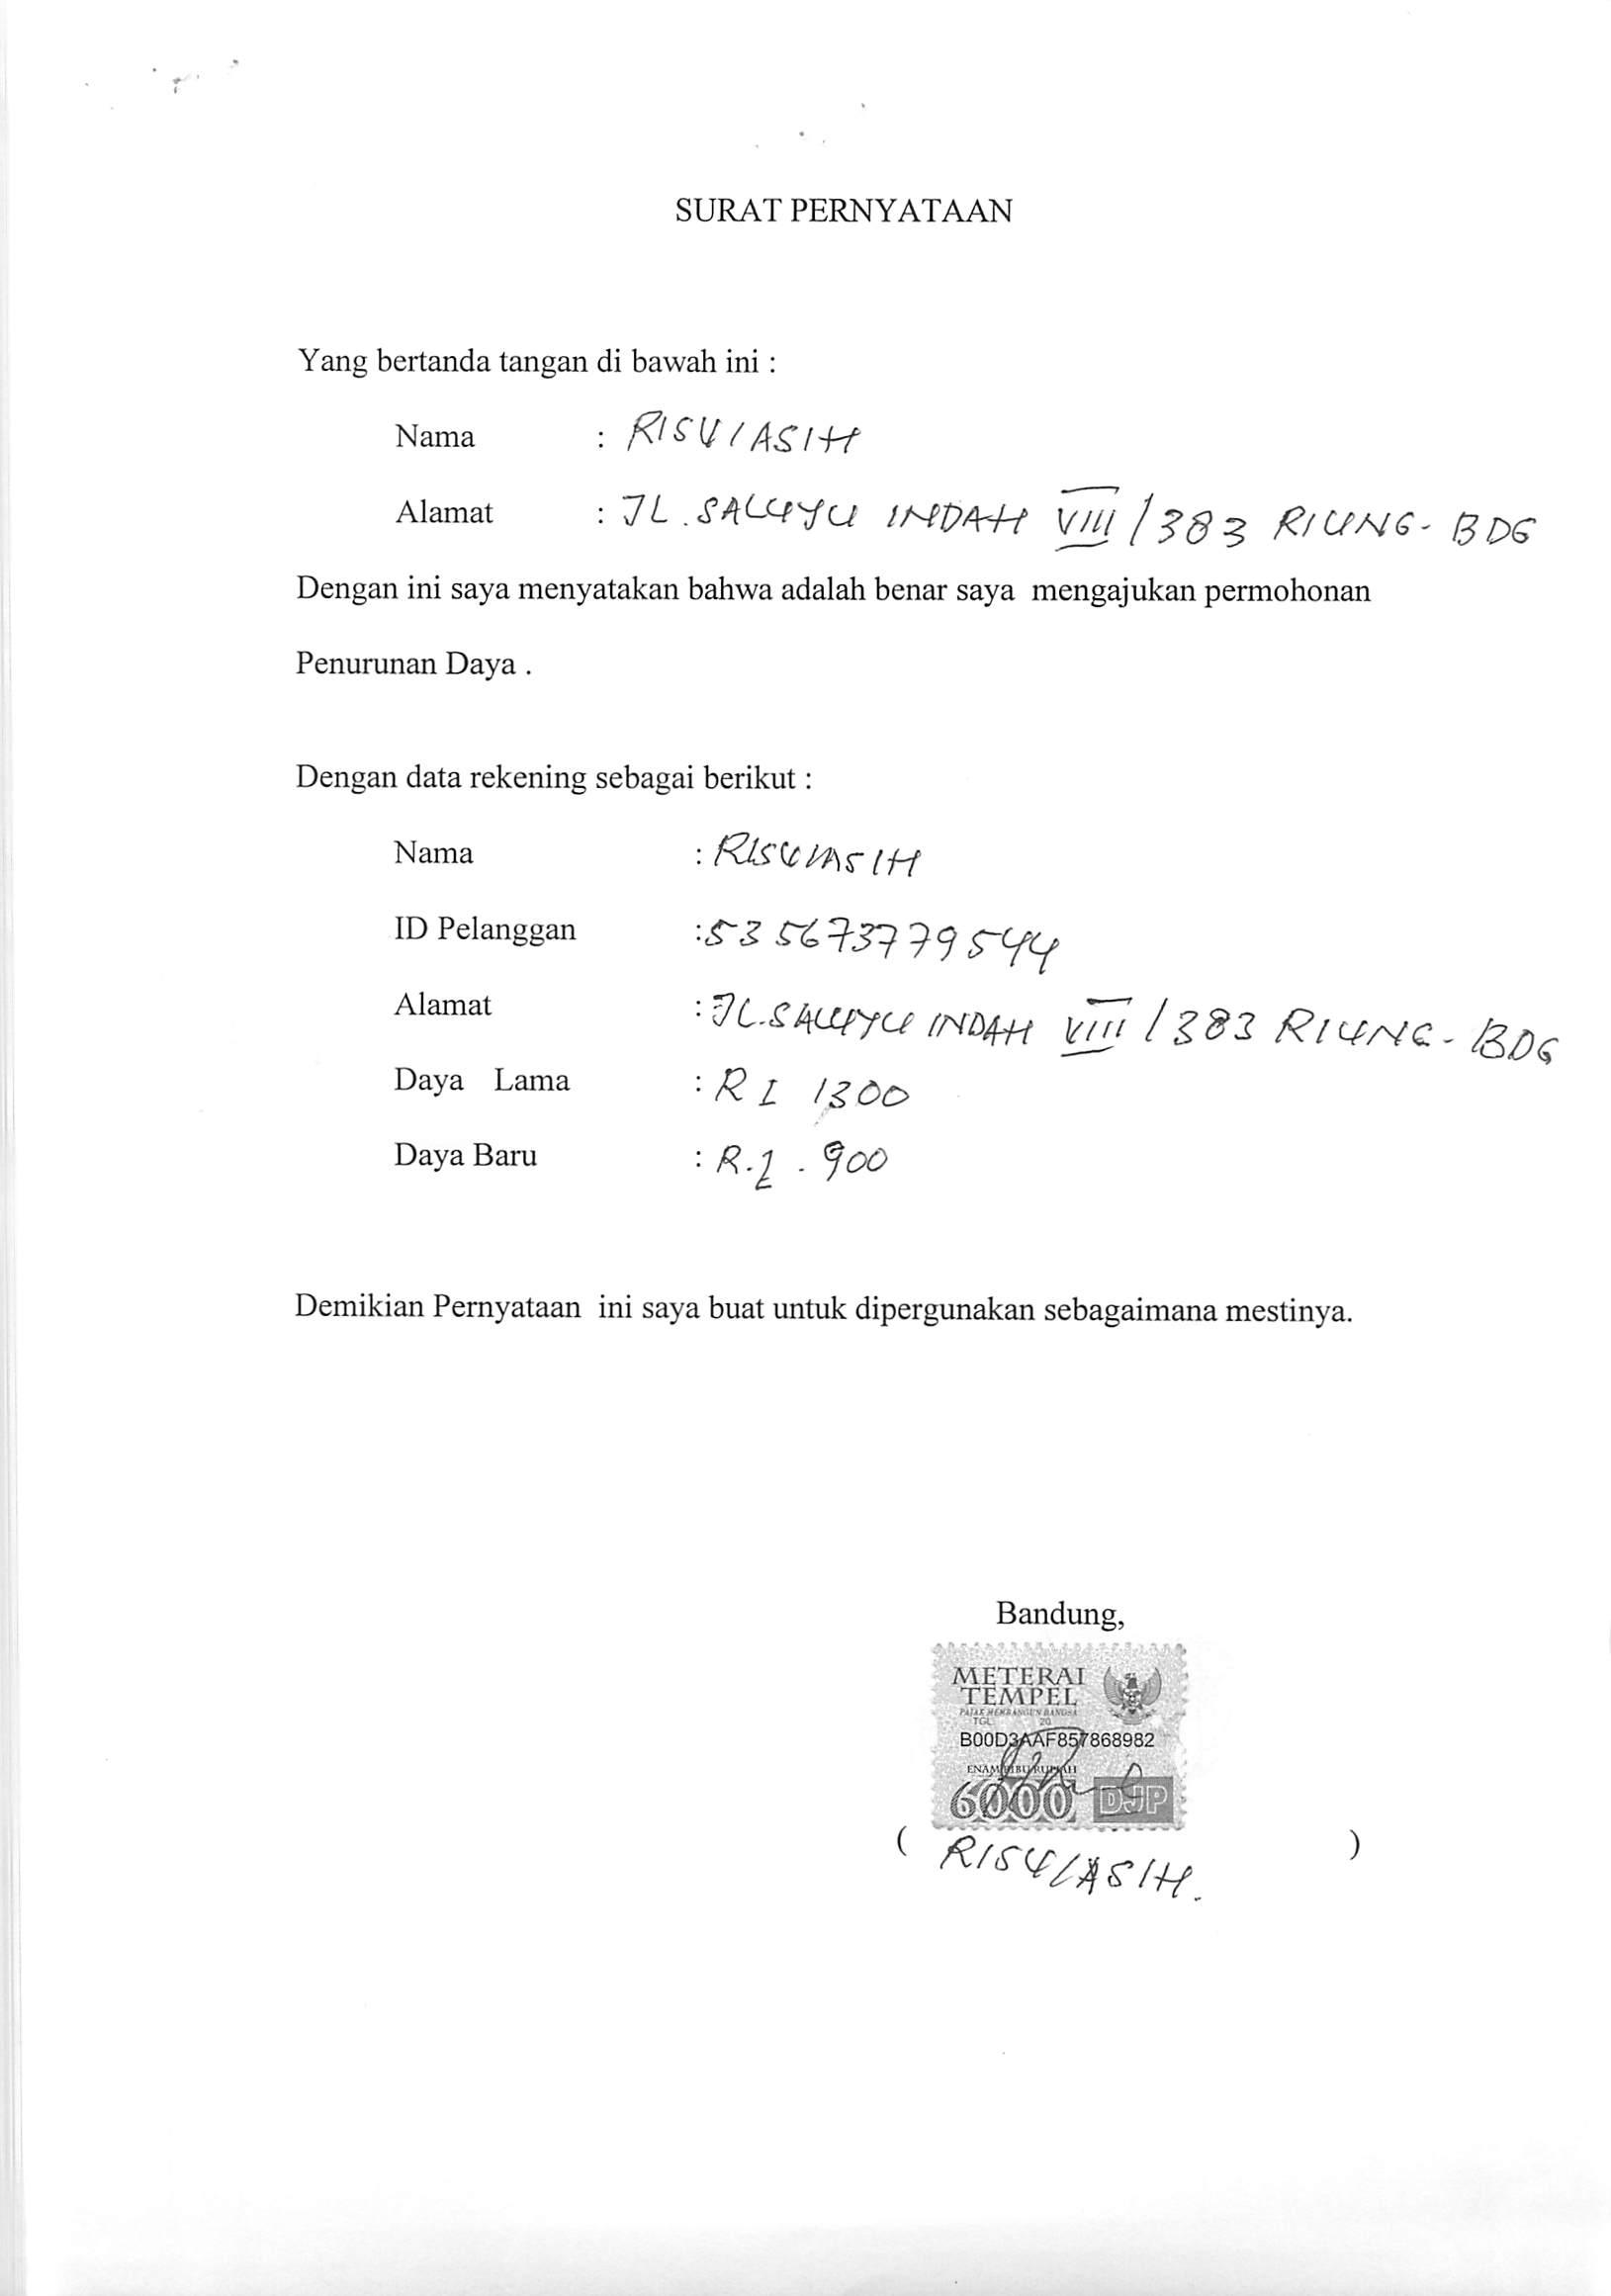 SURAT PERNYATAAN
Yang bertanda tangan di bawah ini :
Nama : RISVIASIH
Alamat : JL. SALUYU INDAH VIII / 383 RIUNG - BDG
Dengan ini saya menyatakan bahwa adalah benar saya mengajukan permohonan
Penurunan Daya .
Dengan data rekening sebagai berikut :
Nama : RISVIASIH
ID Pelanggan : 535673779544
Alamat : JL. SALUYU INDAH VIII / 383 RIUNG - BDG
Daya Lama : R1 1300
Daya Baru : R.1 . 900
Demikian Pernyataan ini saya buat untuk dipergunakan sebagaimana mestinya.
Bandung,
METERAI
TEMPEL
PAJAK MEMBANGUN BANGSA
TGL 20
B00D3AAF857868982
ENAM RIBU RUPIAH
6000 DJP
( RISVIASIH. )